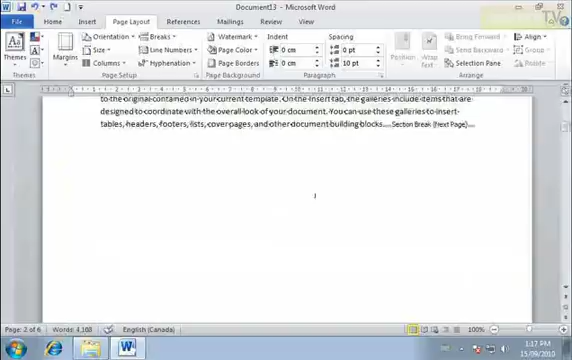 Document13 - Microsoft Word
TV
File Home Insert Page Layout References Mailings Review View
Orientation Breaks Watermark Indent Spacing Bring Forward Align
Size Line Numbers Page Color 0 cm 0 pt Send Backward Group
Themes Margins Columns Hyphenation Page Borders 0 cm 10 pt Position Wrap Text Selection Pane
Themes Page Setup Page Background Paragraph Arrange
to the original contained in your current template. On the Insert tab, the galleries include items that are
designed to coordinate with the overall look of your document. You can use these galleries to insert
tables, headers, footers, lists, cover pages, and other document building blocks. Section Break (Next Page)
Page: 2 of 6 Words: 4,108 English (Canada) 100%
1:17 PM
15/09/2010